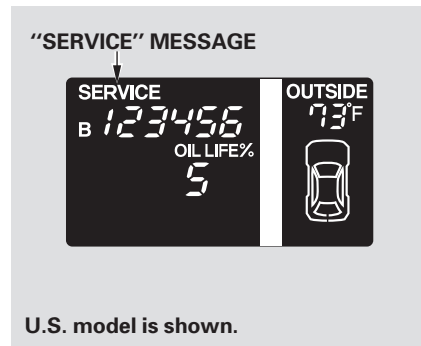 “SERVICE” MESSAGE
SERVICE OUTSIDE
B 123456 73°F
OIL LIFE%
5
U.S. model is shown.